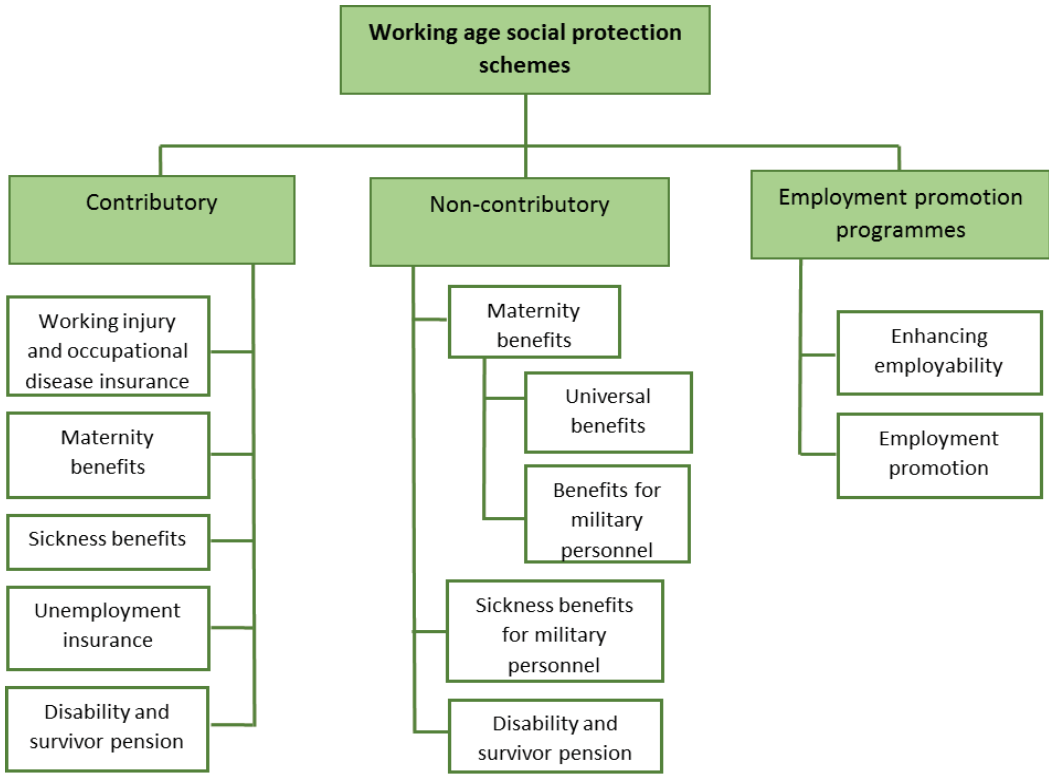 Working age social protection
schemes
Contributory
Non-contributory
Employment promotion
programmes
Working injury
and occupational
disease insurance
Maternity
benefits
Sickness benefits
Unemployment
insurance
Disability and
survivor pension
Maternity
benefits
Universal
benefits
Benefits for
military
personnel
Sickness benefits
for military
personnel
Disability and
survivor pension
Enhancing
employability
Employment
promotion